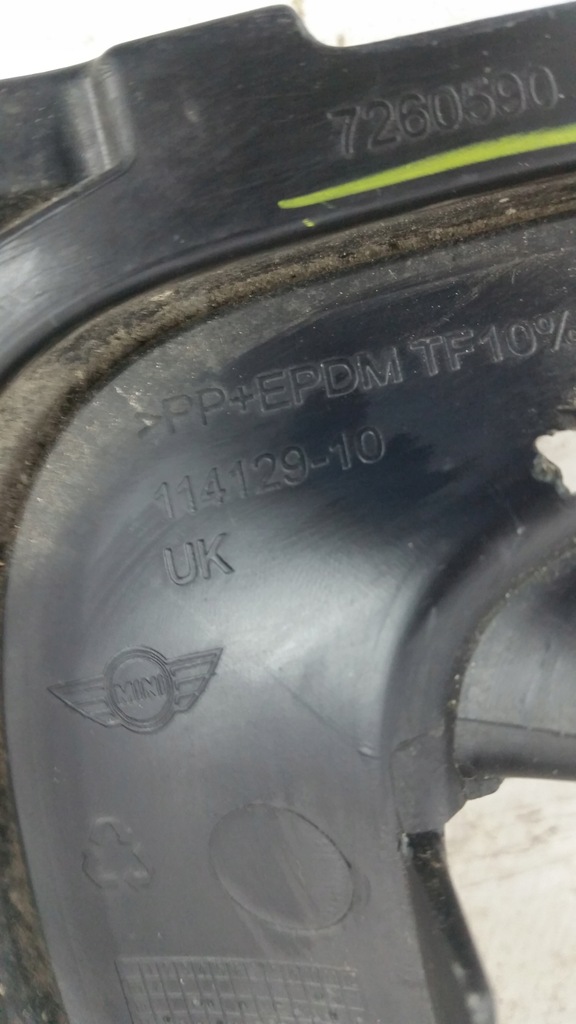 7260590
>PP+EPDM TF10%
114129-10
UK
MINI